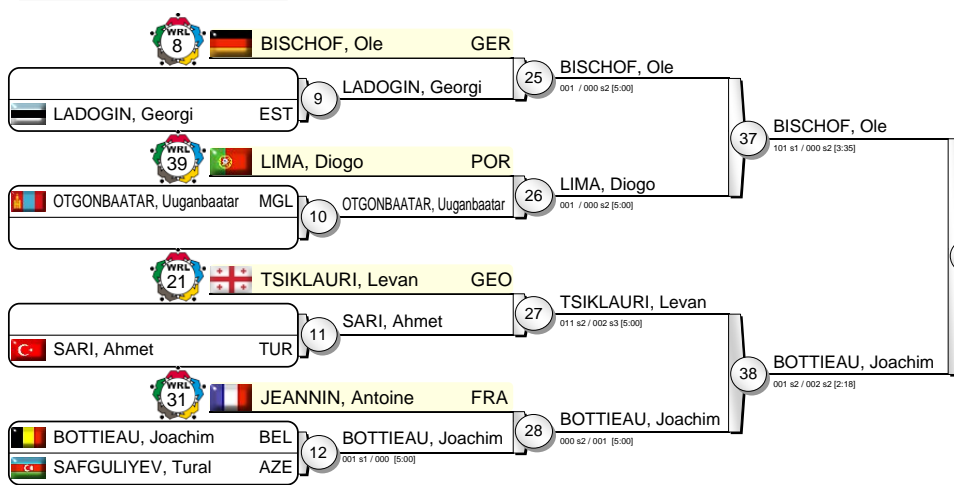 WRL 8 BISCHOF, Ole GER
LADOGIN, Georgi EST
9 LADOGIN, Georgi
25 BISCHOF, Ole
001 / 000 s2 [5:00]
WRL 39 LIMA, Diogo POR
OTGONBAATAR, Uuganbaatar MGL
10 OTGONBAATAR, Uuganbaatar
26 LIMA, Diogo
001 / 000 s2 [5:00]
37 BISCHOF, Ole
101 s1 / 000 s2 [3:35]
WRL 21 TSIKLAURI, Levan GEO
SARI, Ahmet TUR
11 SARI, Ahmet
27 TSIKLAURI, Levan
011 s2 / 002 s3 [5:00]
WRL 31 JEANNIN, Antoine FRA
BOTTIEAU, Joachim BEL
SAFGULIYEV, Tural AZE
12 BOTTIEAU, Joachim
001 s1 / 000 [5:00]
28 BOTTIEAU, Joachim
000 s2 / 001 [5:00]
38 BOTTIEAU, Joachim
001 s2 / 002 s2 [2:18]